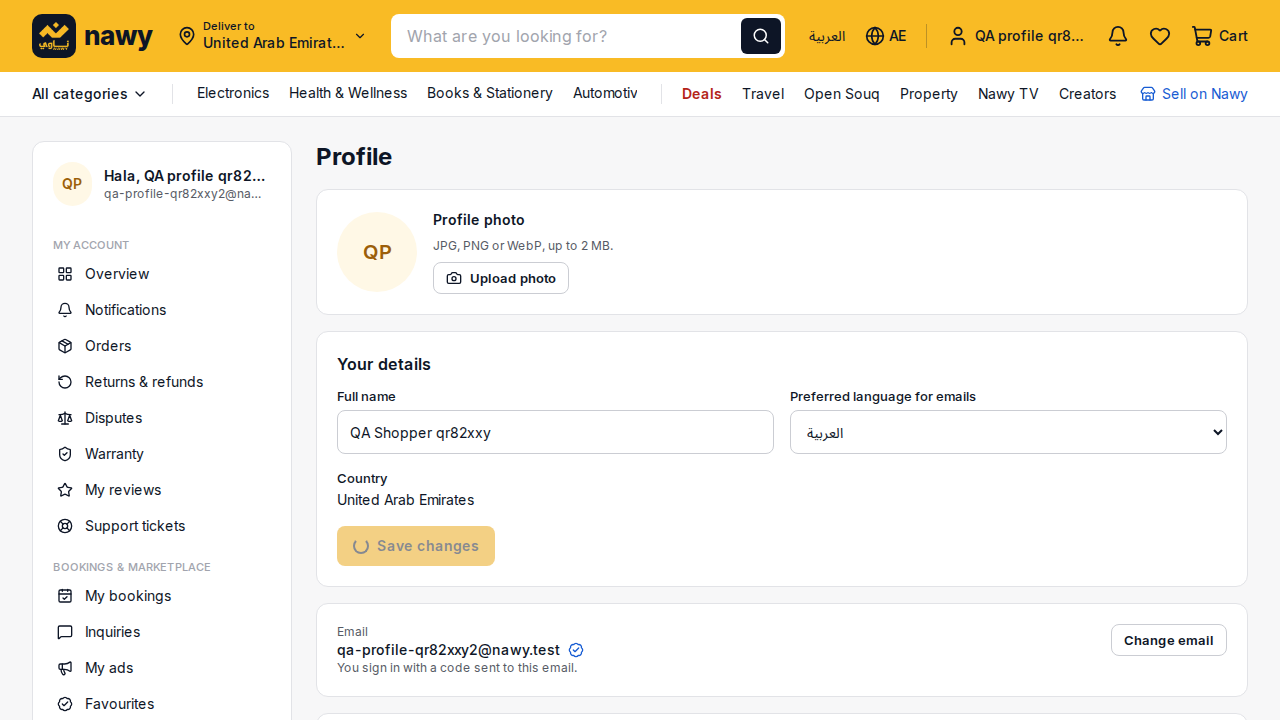 نـاوي
NAWY
nawy
Deliver to
United Arab Emirat...
What are you looking for?
العربية
AE
QA profile qr8...
Cart
All categories
Electronics
Health & Wellness
Books & Stationery
Automotiv
Deals
Travel
Open Souq
Property
Nawy TV
Creators
Sell on Nawy
QP
Hala, QA profile qr82...
qa-profile-qr82xxy2@na...
MY ACCOUNT
Overview
Notifications
Orders
Returns & refunds
Disputes
Warranty
My reviews
Support tickets
BOOKINGS & MARKETPLACE
My bookings
Inquiries
My ads
Favourites
Profile
QP
Profile photo
JPG, PNG or WebP, up to 2 MB.
Upload photo
Your details
Full name
QA Shopper qr82xxy
Preferred language for emails
العربية
Country
United Arab Emirates
Save changes
Email
qa-profile-qr82xxy2@nawy.test
You sign in with a code sent to this email.
Change email